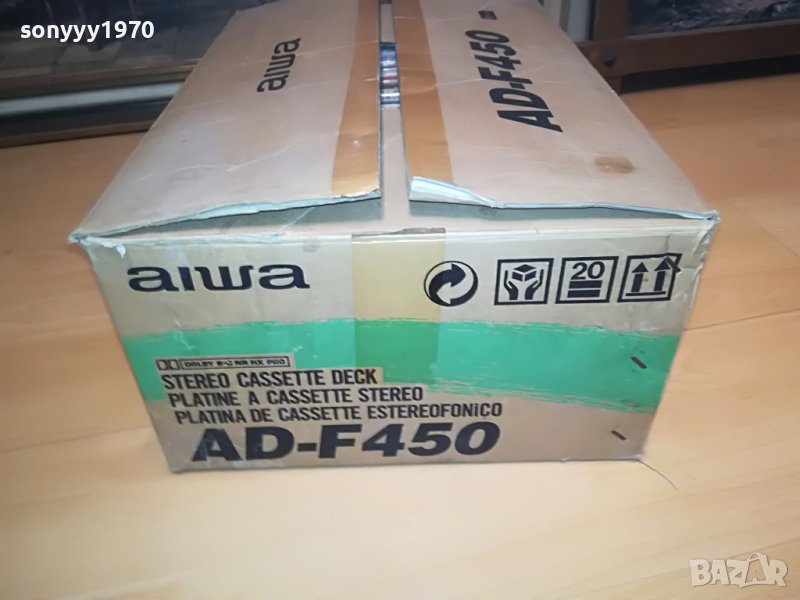 sonyyy1970
aiwa
AD-F450
aiwa
20
DOLBY B-C NR HX PRO
STEREO CASSETTE DECK
PLATINE A CASSETTE STEREO
PLATINA DE CASSETTE ESTEREOFONICO
AD-F450
BAZAR